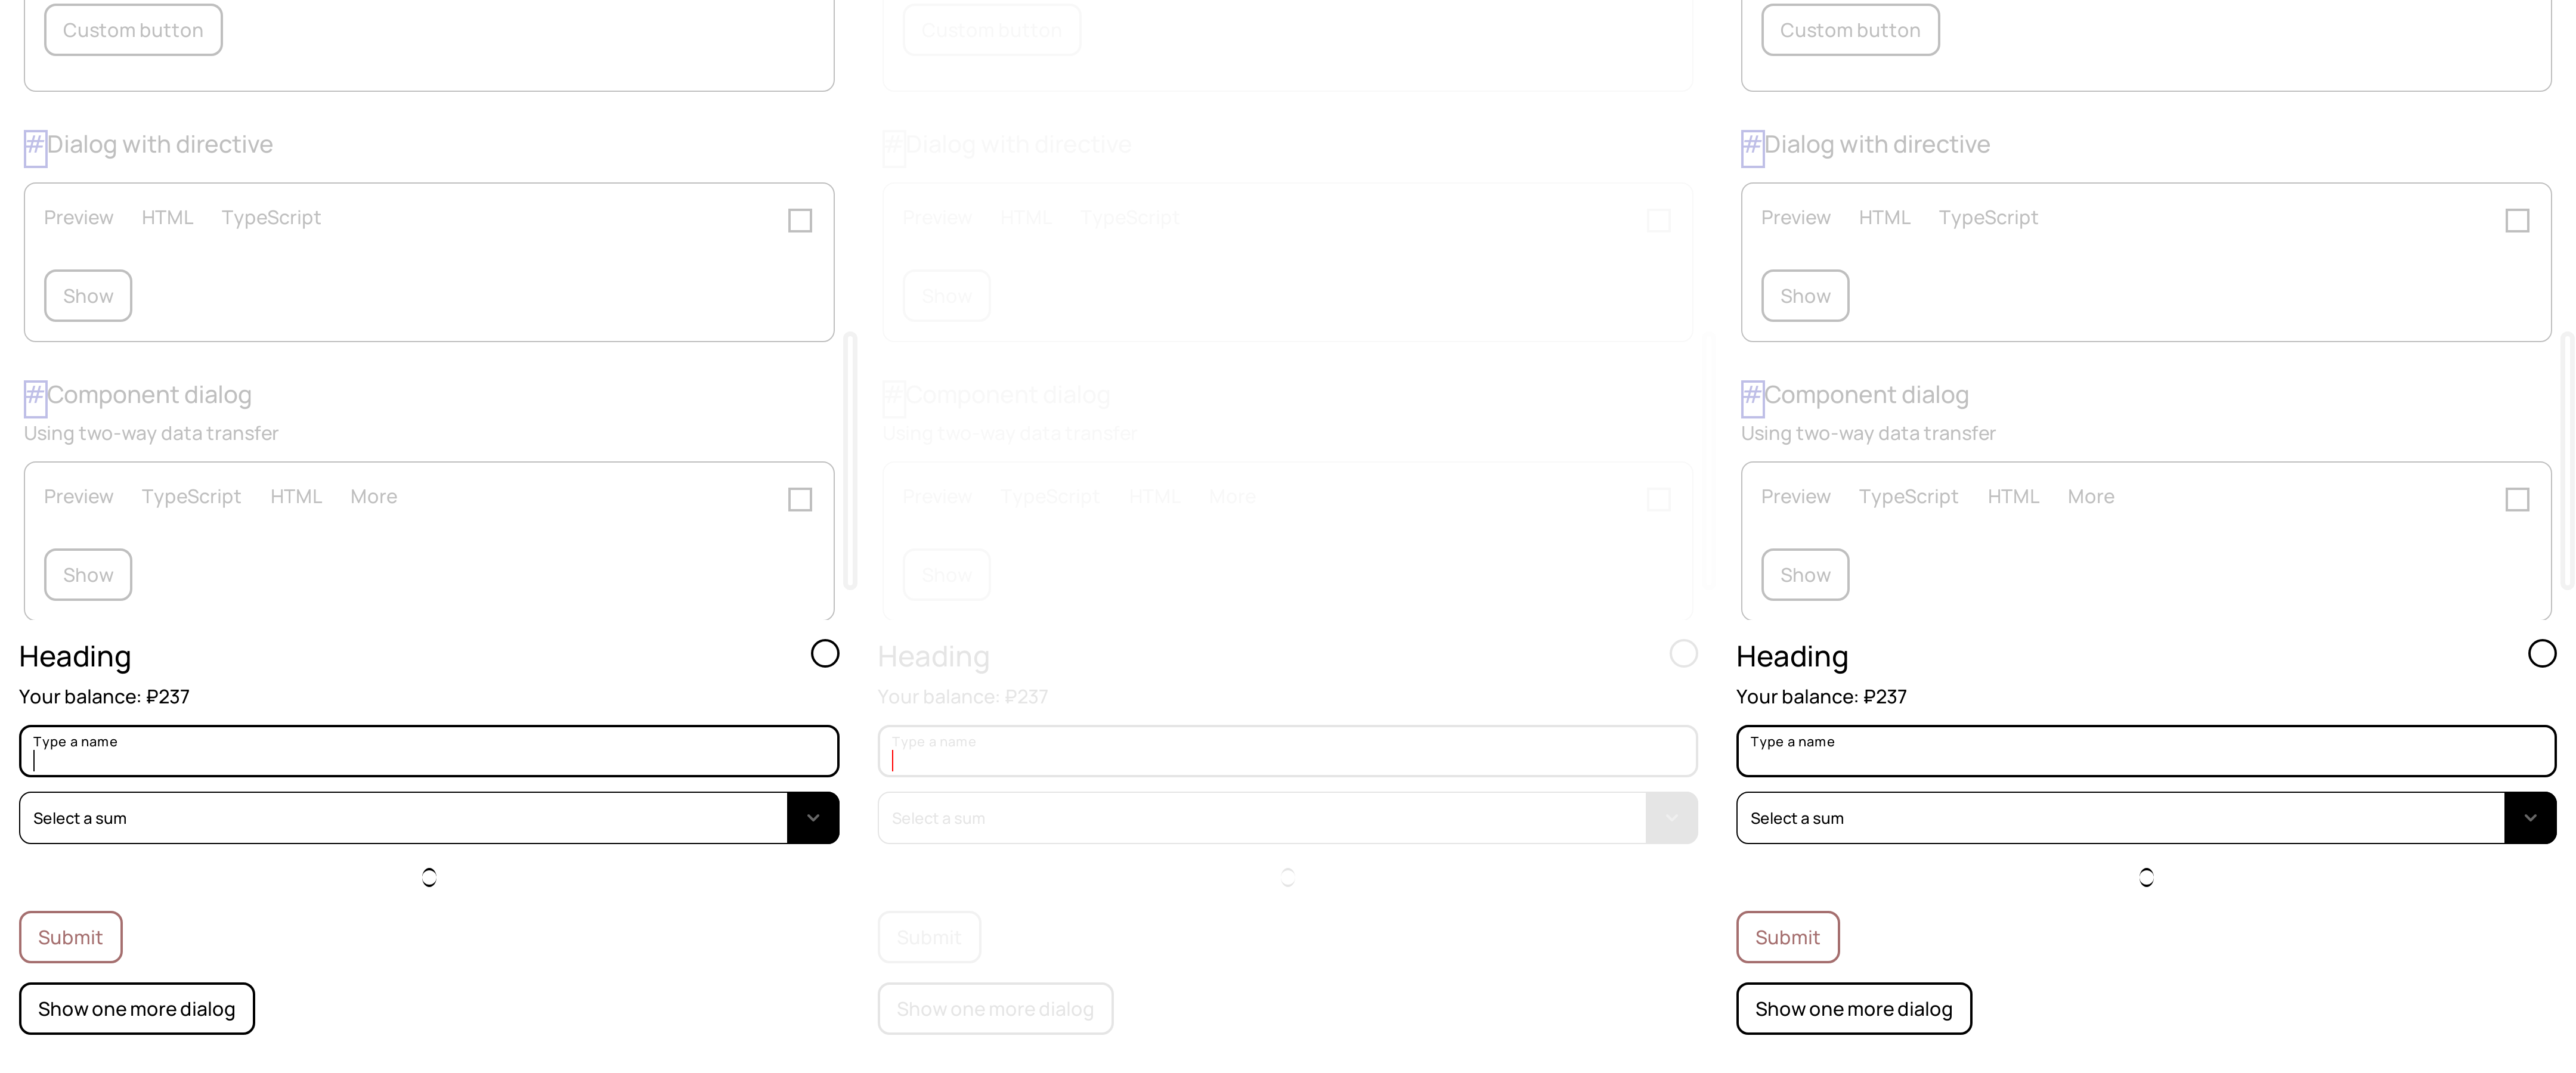 Custom button
#Dialog with directive
Preview HTML TypeScript
Show
#Component dialog
Using two-way data transfer
Preview TypeScript HTML More
Show
Heading
Your balance: ₽237
Type a name
Select a sum
Submit
Show one more dialog
Custom button
#Dialog with directive
Preview HTML TypeScript
Show
#Component dialog
Using two-way data transfer
Preview TypeScript HTML More
Show
Heading
Your balance: ₽237
Type a name
Select a sum
Submit
Show one more dialog
Custom button
#Dialog with directive
Preview HTML TypeScript
Show
#Component dialog
Using two-way data transfer
Preview TypeScript HTML More
Show
Heading
Your balance: ₽237
Type a name
Select a sum
Submit
Show one more dialog